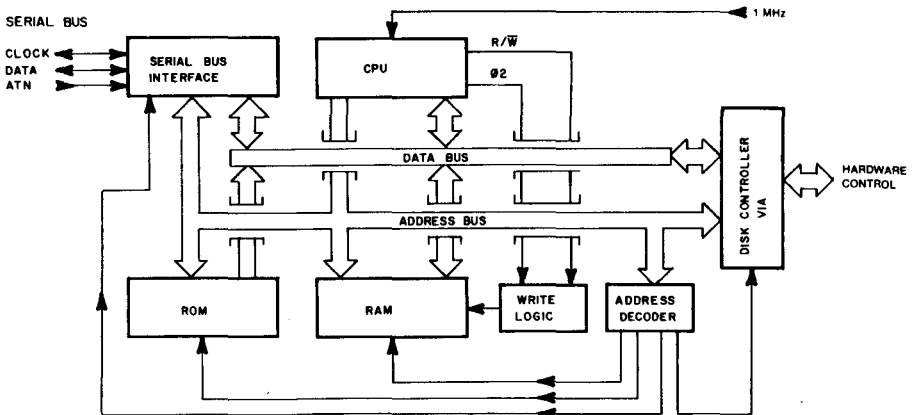 SERIAL BUS
1 MHz
CLOCK
DATA
ATN
SERIAL BUS
INTERFACE
CPU
R/W̅
Ø2
DATA BUS
ADDRESS BUS
DISK CONTROLLER
VIA
HARDWARE
CONTROL
ROM
RAM
WRITE
LOGIC
ADDRESS
DECODER